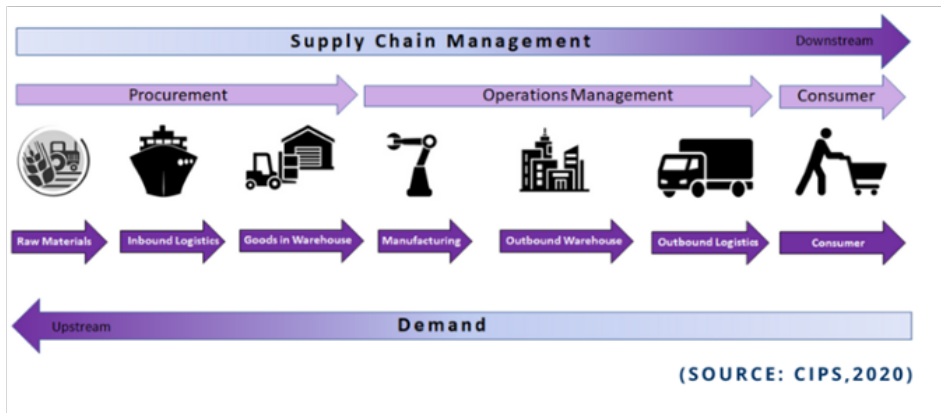 Supply Chain Management
Downstream
Procurement
Operations Management
Consumer
Raw Materials
Inbound Logistics
Goods in Warehouse
Manufacturing
Outbound Warehouse
Outbound Logistics
Consumer
Upstream
Demand
(SOURCE: CIPS,2020)